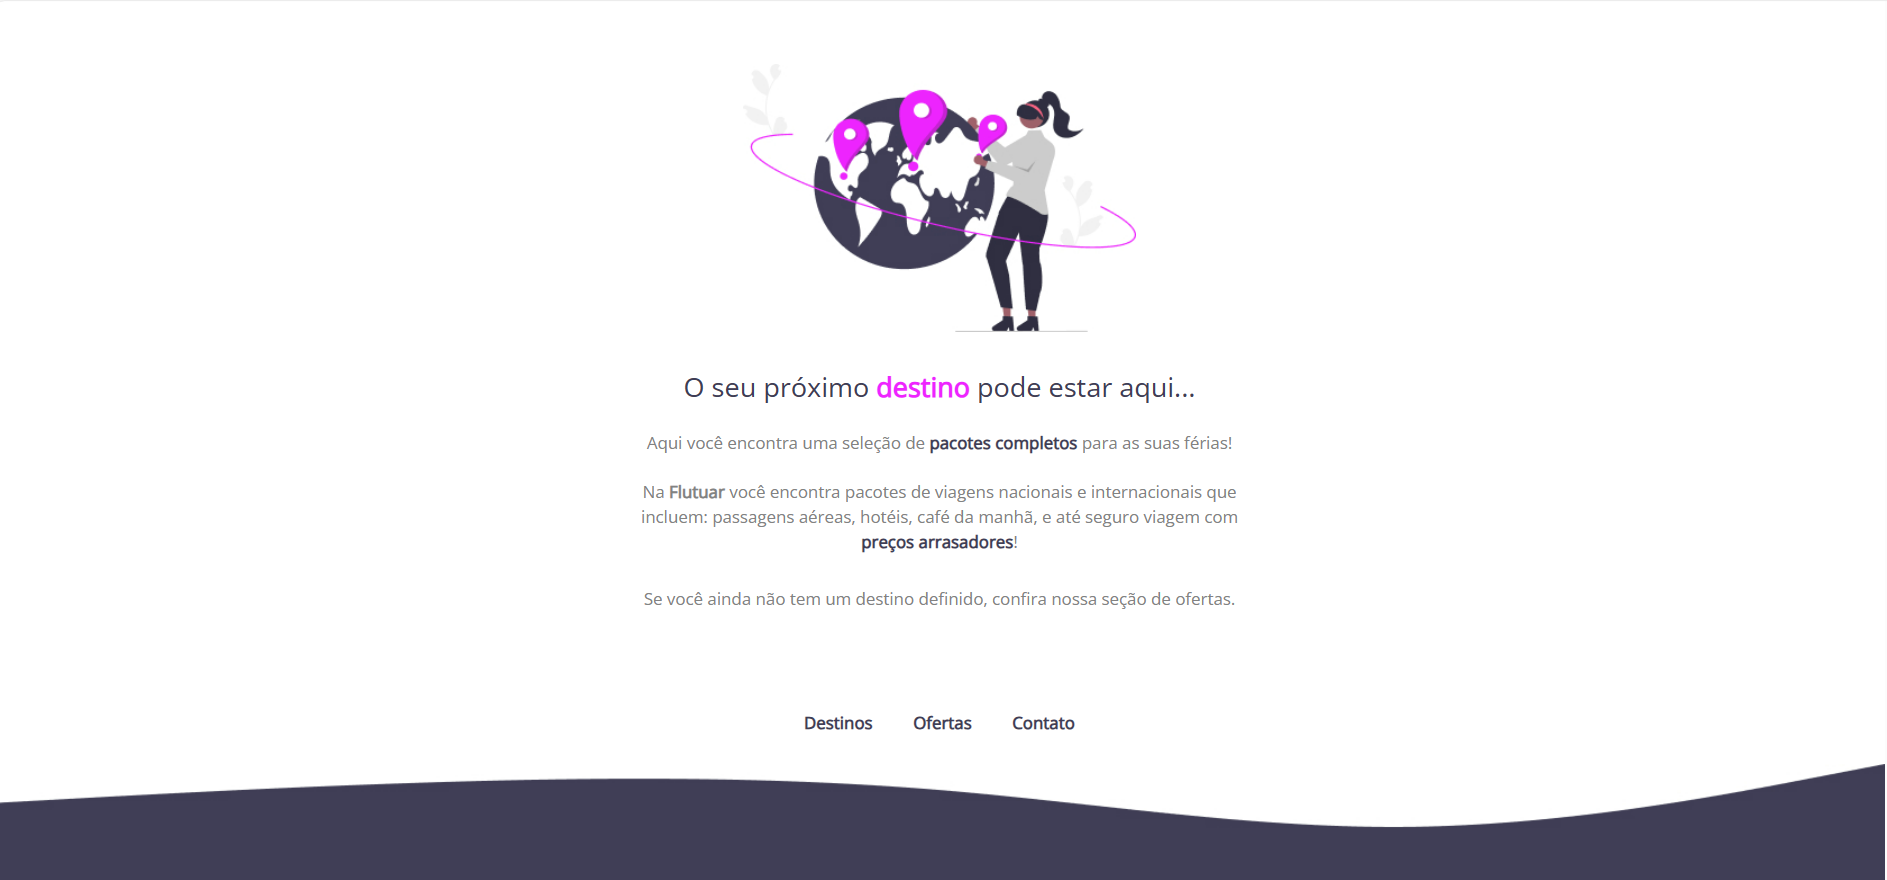 O seu próximo destino pode estar aqui...
Aqui você encontra uma seleção de pacotes completos para as suas férias!
Na Flutuar você encontra pacotes de viagens nacionais e internacionais que
incluem: passagens aéreas, hotéis, café da manhã, e até seguro viagem com
preços arrasadores!
Se você ainda não tem um destino definido, confira nossa seção de ofertas.
Destinos Ofertas Contato